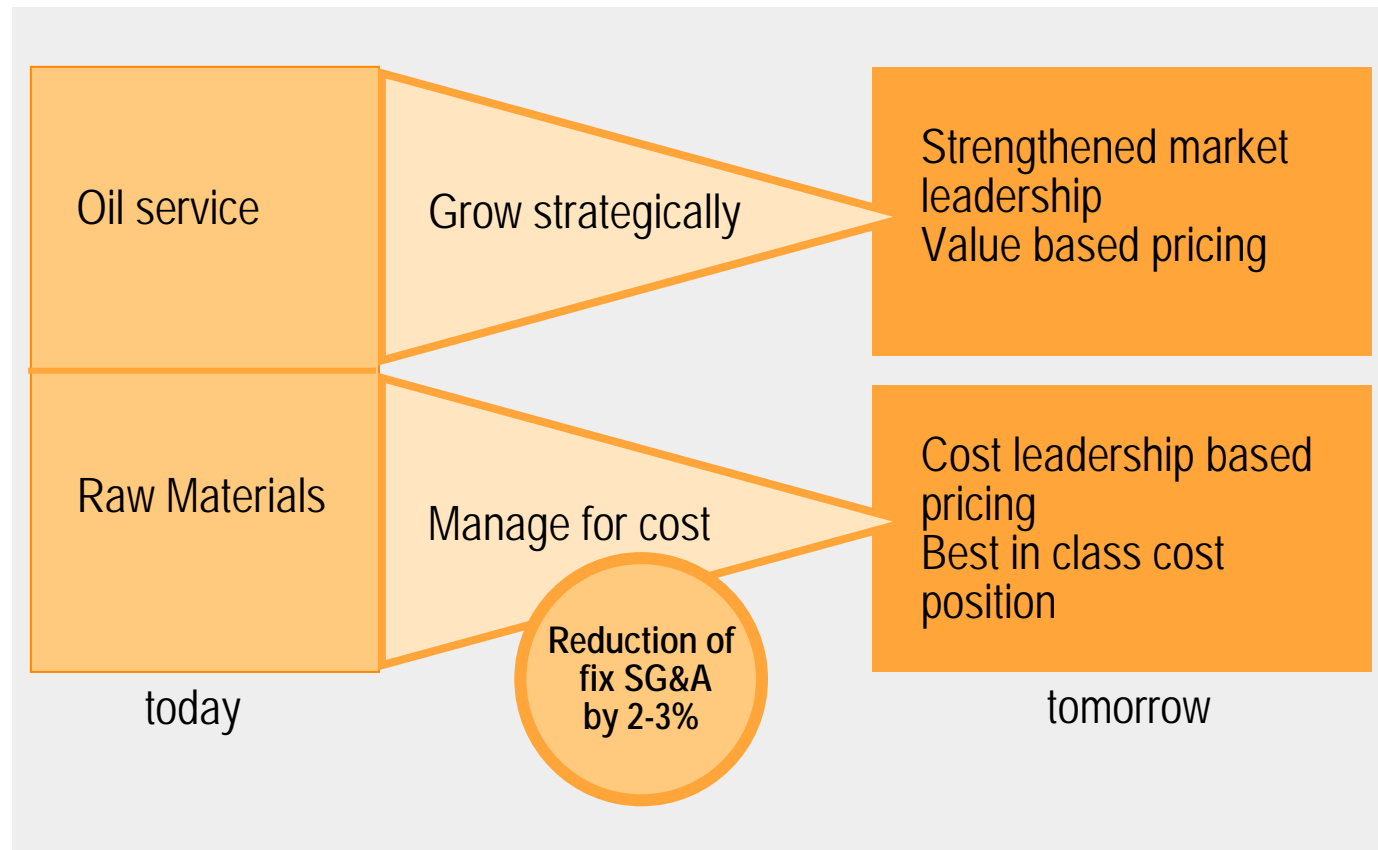 Oil service
Grow strategically
Strengthened market
leadership
Value based pricing
Raw Materials
Manage for cost
Cost leadership based
pricing
Best in class cost
position
Reduction of
fix SG&A
by 2-3%
today
tomorrow